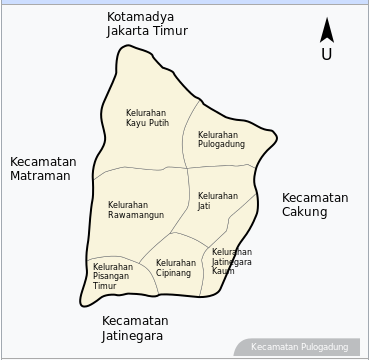 Kotamadya
Jakarta Timur
U
Kelurahan
Kayu Putih
Kelurahan
Pulogadung
Kecamatan
Matraman
Kelurahan
Rawamangun
Kelurahan
Jati
Kecamatan
Cakung
Kelurahan
Pisangan
Timur
Kelurahan
Cipinang
Kelurahan
Jatinegara
Kaum
Kecamatan
Jatinegara
Kecamatan Pulogadung